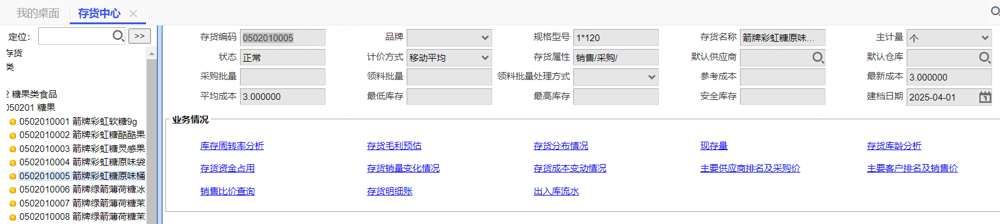 我的桌面 存货中心
定位: >>
存货
类
2 糖果类食品
050201 糖果
0502010001 箭牌彩虹软糖9g
0502010002 箭牌彩虹糖酷酷果
0502010003 箭牌彩虹糖灵感果
0502010004 箭牌彩虹糖原味袋
0502010005 箭牌彩虹糖原味桶
0502010006 箭牌绿箭薄荷糖冰
0502010007 箭牌绿箭薄荷糖茉
0502010008 箭牌绿箭薄荷糖茉
存货编码 0502010005 品牌 规格型号 1*120 存货名称 箭牌彩虹糖原味... 主计量 个
状态 正常 计价方式 移动平均 存货属性 销售/采购/ 默认供应商 默认仓库
采购批量 领料批量 领料批量处理方式 参考成本 最新成本 3.000000
平均成本 3.000000 最低库存 最高库存 安全库存 建档日期 2025-04-01
业务情况
库存周转率分析 存货毛利预估 存货分布情况 现存量 存货库龄分析
存货资金占用 存货销量变化情况 存货成本变动情况 主要供应商排名及采购价 主要客户排名及销售价
销售比价查询 存货明细账 出入库流水